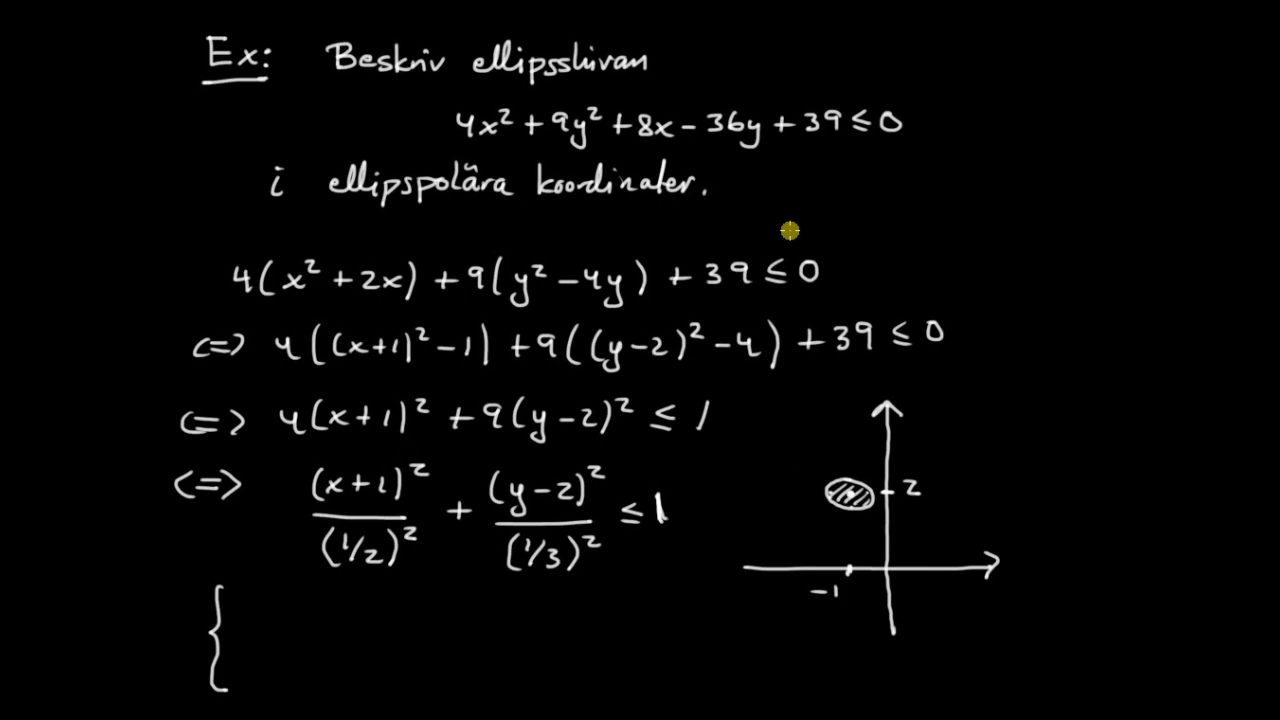 Ex: Beskriv ellipsskivan
4x² + 9y² + 8x − 36y + 39 ≤ 0
i ellipspolära koordinater.
4(x² + 2x) + 9(y² − 4y) + 39 ≤ 0
<=> 4((x+1)² − 1) + 9((y−2)² − 4) + 39 ≤ 0
<=> 4(x+1)² + 9(y−2)² ≤ 1
<=> (x+1)²/(1/2)² + (y−2)²/(1/3)² ≤ 1
{
2
−1